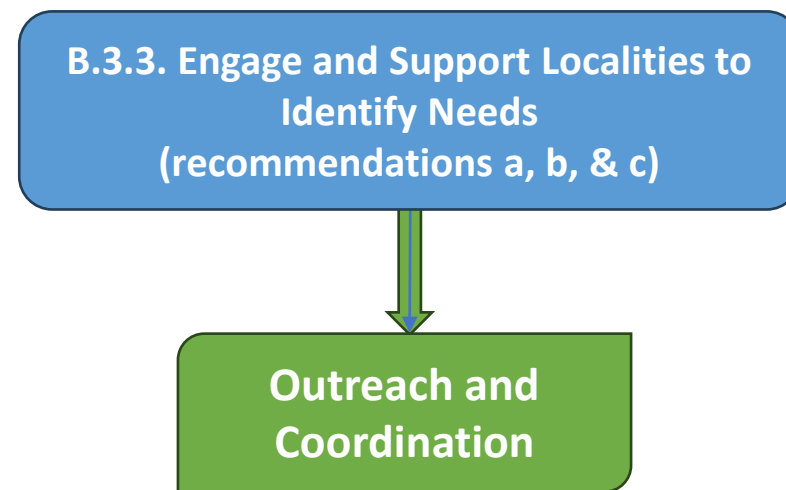 B.3.3. Engage and Support Localities to
Identify Needs
(recommendations a, b, & c)
Outreach and
Coordination